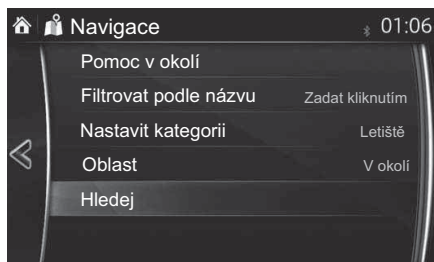 Navigace 01:06
Pomoc v okolí
Filtrovat podle názvu Zadat kliknutím
Nastavit kategorii Letiště
Oblast V okolí
Hledej